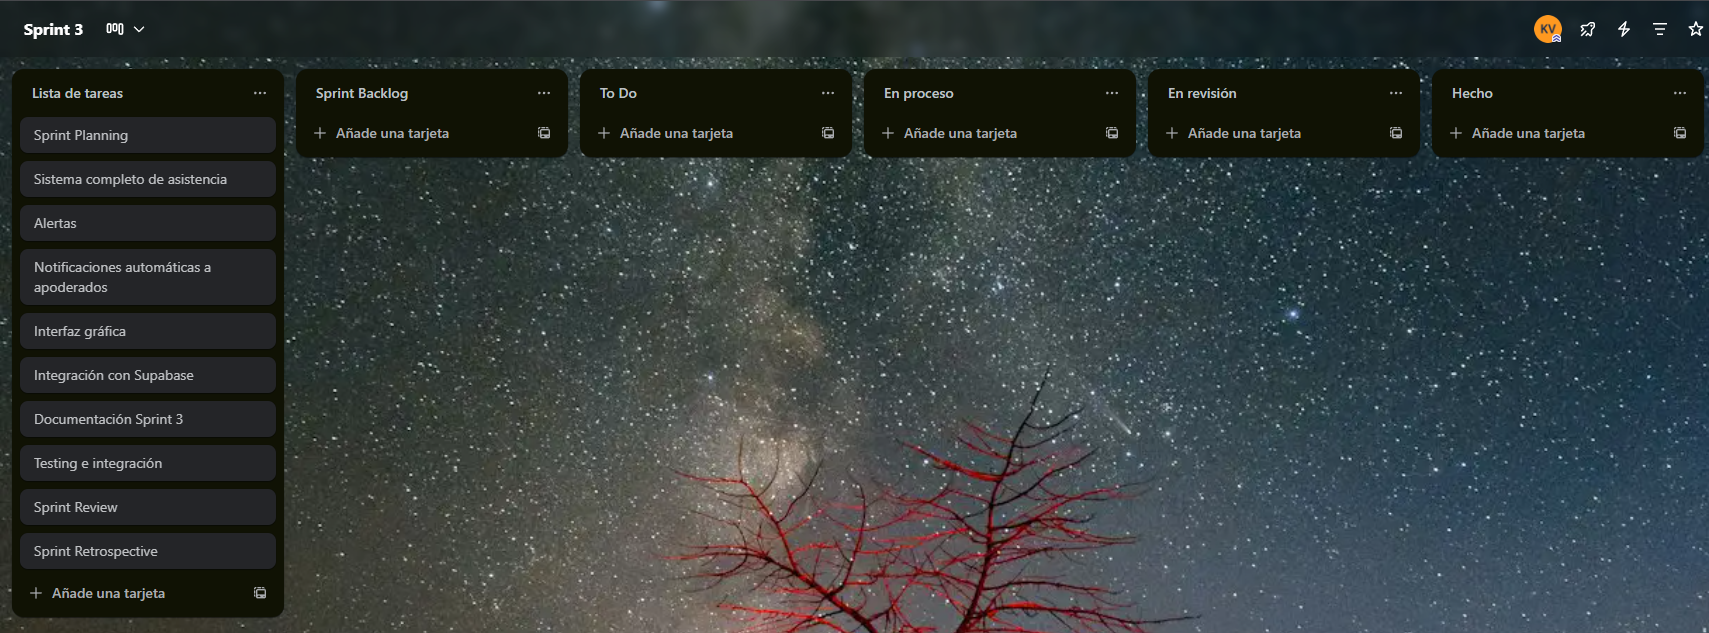 Sprint 3
KV
Lista de tareas
Sprint Planning
Sistema completo de asistencia
Alertas
Notificaciones automáticas a
apoderados
Interfaz gráfica
Integración con Supabase
Documentación Sprint 3
Testing e integración
Sprint Review
Sprint Retrospective
Añade una tarjeta
Sprint Backlog
Añade una tarjeta
To Do
Añade una tarjeta
En proceso
Añade una tarjeta
En revisión
Añade una tarjeta
Hecho
Añade una tarjeta